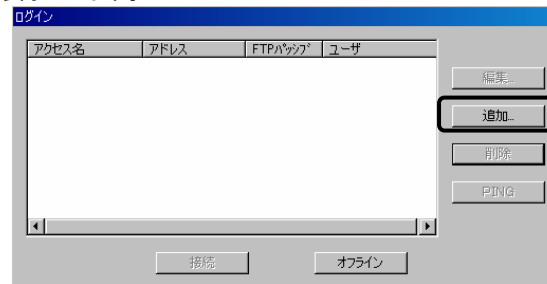 ログイン
アクセス名 アドレス FTPパッシブ ユーザ
編集...
追加...
削除
PING
接続 オフライン